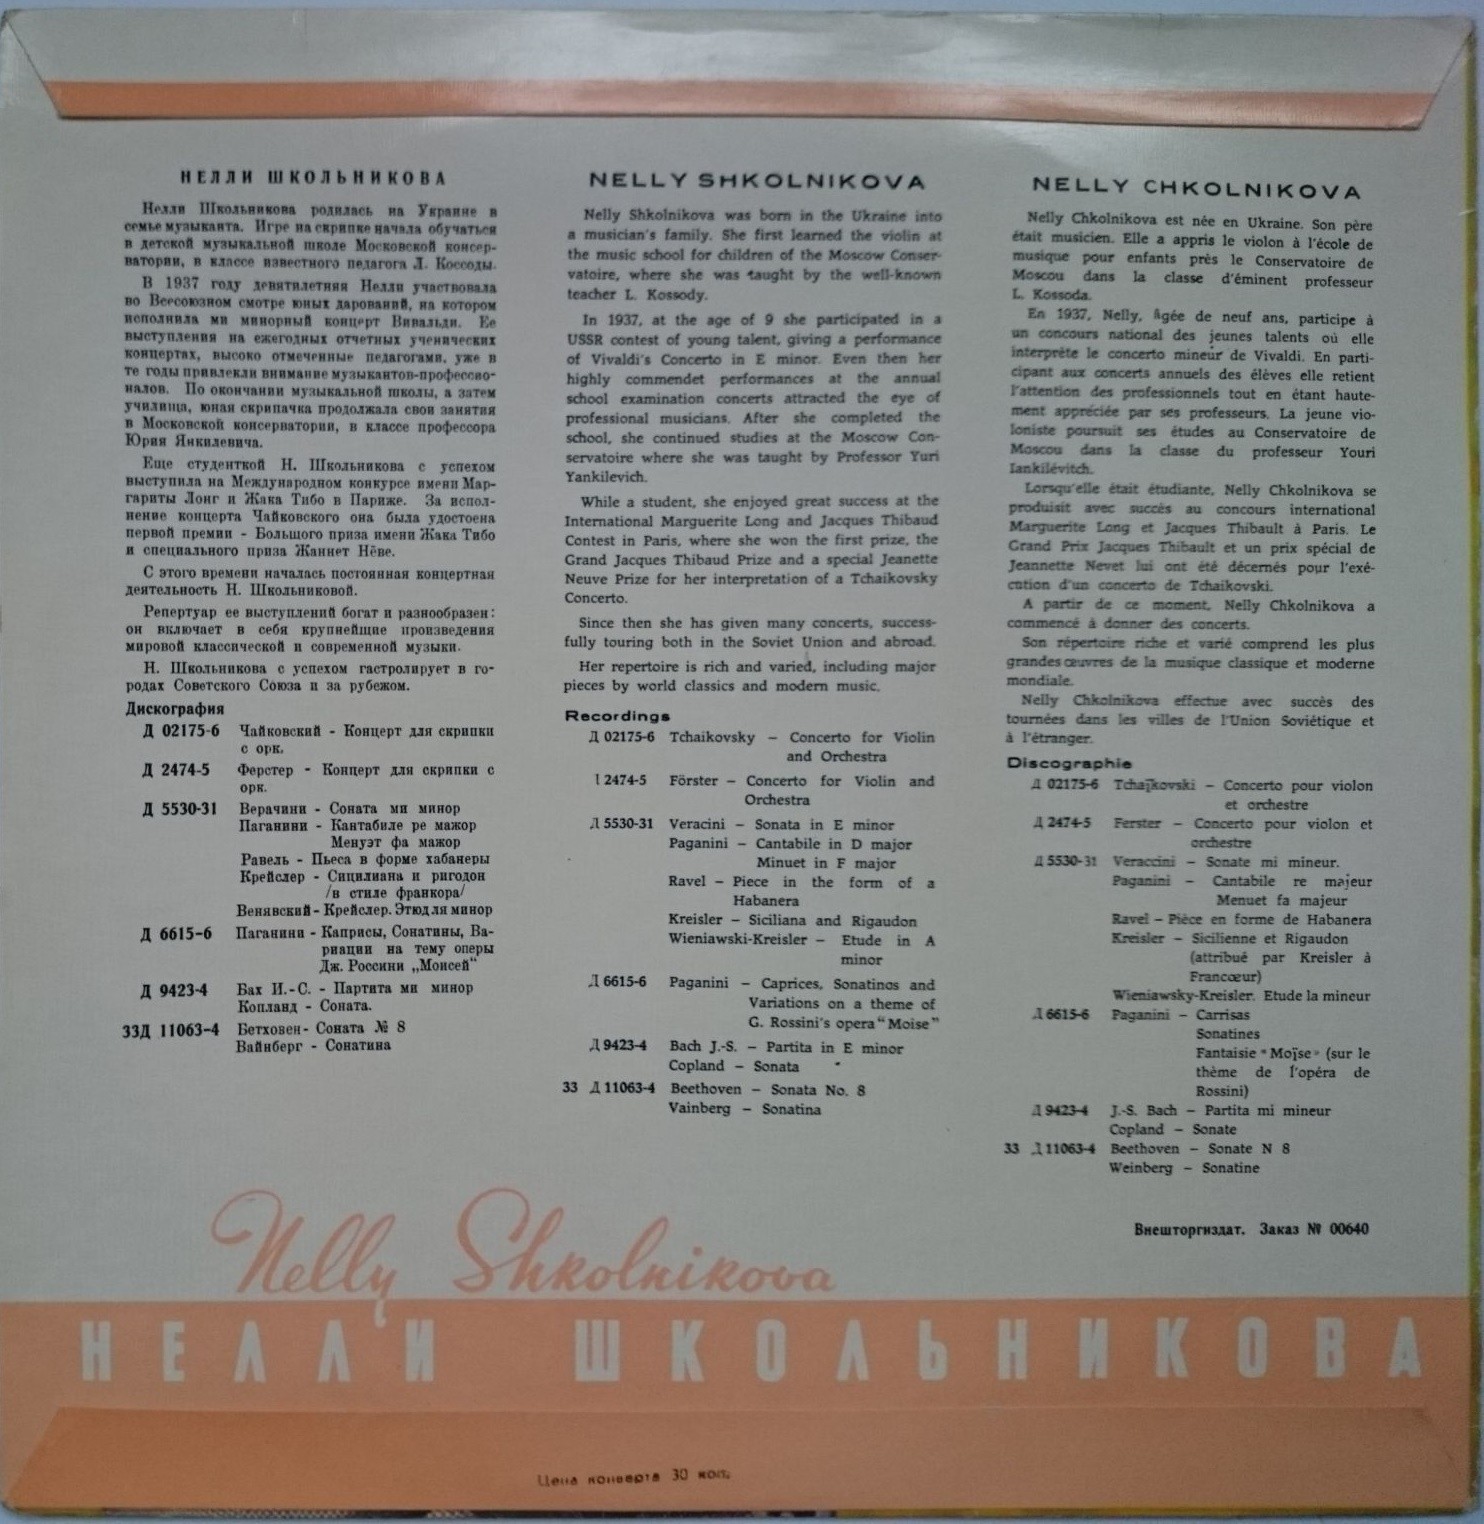 НЕЛЛИ ШКОЛЬНИКОВА
Нелли Школьникова родилась на Украине в
семье музыканта. Игре на скрипке начала обучаться
в детской музыкальной школе Московской консер-
ватории, в классе известного педагога Л. Коссоды.
В 1937 году девятилетняя Нелли участвовала
во Всесоюзном смотре юных дарований, на котором
исполнила ми минорный концерт Вивальди. Ее
выступления на ежегодных отчетных ученических
концертах, высоко отмеченные педагогами, уже в
те годы привлекли внимание музыкантов-профессио-
налов. По окончании музыкальной школы, а затем
училища, юная скрипачка продолжала свои занятия
в Московской консерватории, в классе профессора
Юрия Янкилевича.
Еще студенткой Н. Школьникова с успехом
выступила на Международном конкурсе имени Мар-
гариты Лонг и Жака Тибо в Париже. За испол-
нение концерта Чайковского она была удостоена
первой премии - Большого приза имени Жака Тибо
и специального приза Жаннет Нёве.
С этого времени началась постоянная концертная
деятельность Н. Школьниковой.
Репертуар ее выступлений богат и разнообразен:
он включает в себя крупнейщие произведения
мировой классической и современной музыки.
Н. Школьникова с успехом гастролирует в го-
родах Советского Союза и за рубежом.
Дискография
Д 02175-6 Чайковский - Концерт для скрипки
с орк.
Д 2474-5 Ферстер - Концерт для скрипки с
орк.
Д 5530-31 Верачини - Соната ми минор
Паганини - Кантабиле ре мажор
Менуэт фа мажор
Равель - Пьеса в форме хабанеры
Крейслер - Сицилиана и ригодон
/в стиле франкора/
Венявский - Крейслер. Этюд ля минор
Д 6615-6 Паганини - Каприсы, Сонатины, Ва-
риации на тему оперы
Дж. Россини „Моисей“
Д 9423-4 Бах И.-С. - Партита ми минор
Копланд - Соната.
33Д 11063-4 Бетховен - Соната № 8
Вайнберг - Сонатина
NELLY SHKOLNIKOVA
Nelly Shkolnikova was born in the Ukraine into
a musician's family. She first learned the violin at
the music school for children of the Moscow Conser-
vatoire, where she was taught by the well-known
teacher L. Kossody.
In 1937, at the age of 9 she participated in a
USSR contest of young talent, giving a performance
of Vivaldi's Concerto in E minor. Even then her
highly commendet performances at the annual
school examination concerts attracted the eye of
professional musicians. After she completed the
school, she continued studies at the Moscow Con-
servatoire where she was taught by Professor Yuri
Yankilevich.
While a student, she enjoyed great success at the
International Marguerite Long and Jacques Thibaud
Contest in Paris, where she won the first prize, the
Grand Jacques Thibaud Prize and a special Jeanette
Neuve Prize for her interpretation of a Tchaikovsky
Concerto.
Since then she has given many concerts, success-
fully touring both in the Soviet Union and abroad.
Her repertoire is rich and varied, including major
pieces by world classics and modern music.
Recordings
Д 02175-6 Tchaikovsky – Concerto for Violin
and Orchestra
2474-5 Förster – Concerto for Violin and
Orchestra
Д 5530-31 Veracini – Sonata in E minor
Paganini – Cantabile in D major
Minuet in F major
Ravel – Piece in the form of a
Habanera
Kreisler – Siciliana and Rigaudon
Wieniawski-Kreisler – Etude in A
minor
Д 6615-6 Paganini – Caprices, Sonatinas and
Variations on a theme of
G. Rossini's opera “Moise”
Д 9423-4 Bach J.-S. – Partita in E minor
Copland – Sonata
33 Д 11063-4 Beethoven – Sonata No. 8
Vainberg – Sonatina
NELLY CHKOLNIKOVA
Nelly Chkolnikova est née en Ukraine. Son père
était musicien. Elle a appris le violon à l'école de
musique pour enfants près le Conservatoire de
Moscou dans la classe d'éminent professeur
L. Kossoda.
En 1937, Nelly, âgée de neuf ans, participe à
un concours national des jeunes talents où elle
interprète le concerto mineur de Vivaldi. En parti-
cipant aux concerts annuels des élèves elle retient
l'attention des professionnels tout en étant haute-
ment appréciée par ses professeurs. La jeune vio-
loniste poursuit ses études au Conservatoire de
Moscou dans la classe du professeur Youri
Iankilévitch.
Lorsqu'elle était étudiante, Nelly Chkolnikova se
produisit avec succès au concours international
Marguerite Long et Jacques Thibault à Paris. Le
Grand Prix Jacques Thibault et un prix spécial de
Jeannette Nevet lui ont été décernés pour l'exé-
cution d'un concerto de Tchaikovski.
A partir de ce moment, Nelly Chkolnikova a
commencé à donner des concerts.
Son répertoire riche et varié comprend les plus
grandes œuvres de la musique classique et moderne
mondiale.
Nelly Chkolnikova effectue avec succès des
tournées dans les villes de l'Union Soviétique et
à l'étranger.
Discographie
Д 02175-6 Tchaïkovski – Concerto pour violon
et orchestre
Д 2474-5 Ferster – Concerto pour violon et
orchestre
Д 5530-31 Veraccini – Sonate mi mineur.
Paganini – Cantabile re majeur
Menuet fa majeur
Ravel – Pièce en forme de Habanera
Kreisler – Sicilienne et Rigaudon
(attribué par Kreisler à
Francœur)
Wieniawsky-Kreisler. Etude la mineur
Д 6615-6 Paganini – Carrisas
Sonatines
Fantaisie “Moïse” (sur le
thème de l'opéra de
Rossini)
Д 9423-4 J.-S. Bach – Partita mi mineur
Copland – Sonate
33 Д 11063-4 Beethoven – Sonate N 8
Weinberg – Sonatine
Внешторгиздат. Заказ № 00640
Nelly Shkolnikova
НЕЛЛИ ШКОЛЬНИКОВА
Цена конверта 30 коп.